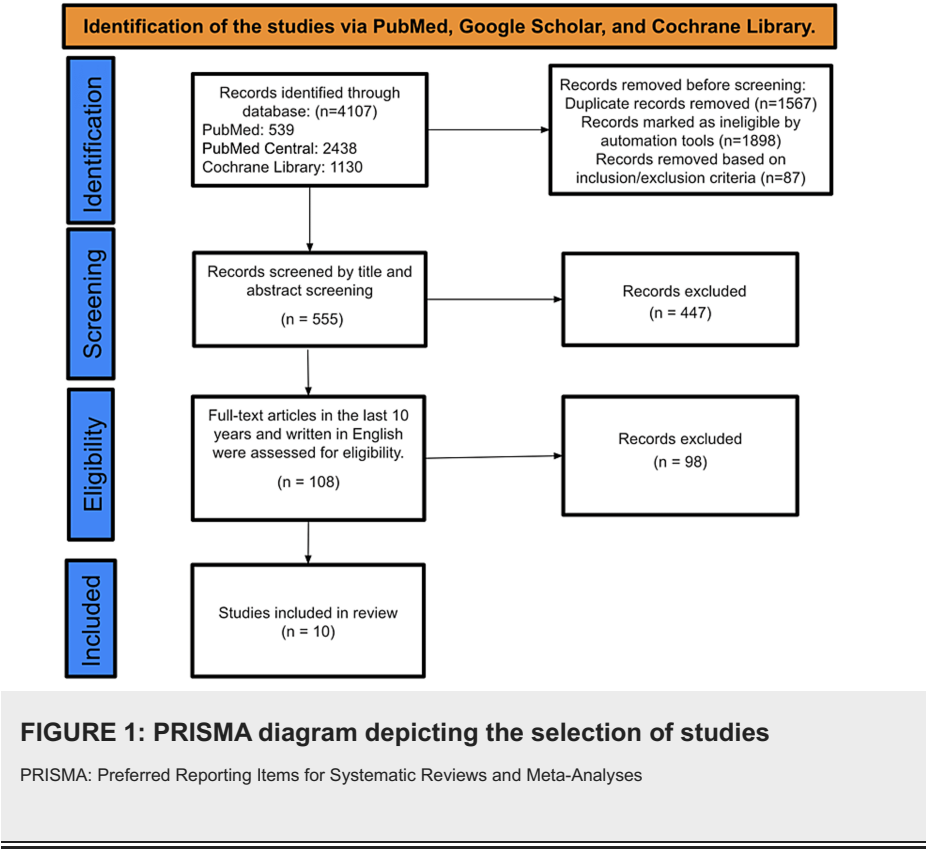 Identification of the studies via PubMed, Google Scholar, and Cochrane Library.
Identification
Records identified through
database: (n=4107)
PubMed: 539
PubMed Central: 2438
Cochrane Library: 1130
Records removed before screening:
Duplicate records removed (n=1567)
Records marked as ineligible by
automation tools (n=1898)
Records removed based on
inclusion/exclusion criteria (n=87)
Screening
Records screened by title and
abstract screening
(n = 555)
Records excluded
(n = 447)
Eligibility
Full-text articles in the last 10
years and written in English
were assessed for eligibility.
(n = 108)
Records excluded
(n = 98)
Included
Studies included in review
(n = 10)
FIGURE 1: PRISMA diagram depicting the selection of studies
PRISMA: Preferred Reporting Items for Systematic Reviews and Meta-Analyses